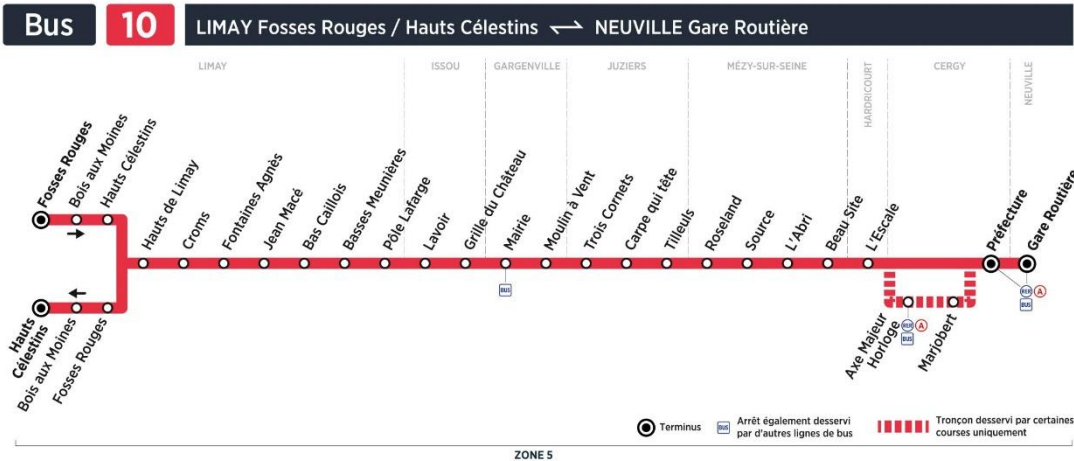 Bus 10 LIMAY Fosses Rouges / Hauts Célestins NEUVILLE Gare Routière
LIMAY ISSOU GARGENVILLE JUZIERS MÉZY-SUR-SEINE HARDRICOURT CERGY NEUVILLE
Fosses Rouges
Bois aux Moines
Hauts Célestins
Hauts de Limay
Croms
Fontaines Agnès
Jean Macé
Bas Caillois
Basses Meunières
Pôle Lafarge
Lavoir
Grille du Château
Mairie
Moulin à Vent
Trois Cornets
Carpe qui tête
Tilleuls
Roseland
Source
L'Abri
Beau Site
L'Escale
Préfecture
Gare Routière
BUS
RER A
BUS
Hauts
Célestins
Bois aux Moines
Fosses Rouges
Axe Majeur
Horloge
RER A
BUS
Marjobert
Terminus
BUS Arrêt également desservi
par d'autres lignes de bus
Tronçon desservi par certaines
courses uniquement
ZONE 5